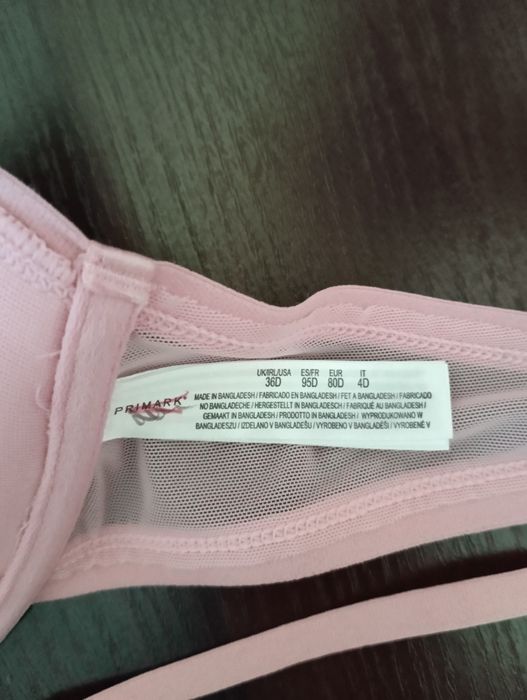 UK/IRL/USA ES/FR EUR IT
36D 95D 80D 4D
PRIMARK
MADE IN BANGLADESH / FABRICADO EN BANGLADESH / FET A BANGLADESH / FABRICADO
NO BANGLADECHE / HERGESTELLT IN BANGLADESCH / FABRIQUÉ AU BANGLADESH /
GEMAAKT IN BANGLADESH / PRODOTTO IN BANGLADESH / WYPRODUKOWANO W
BANGLADESZU / IZDELANO V BANGLADEŠU / VYROBENO V BANGLADÉŠI / VYROBENÉ V